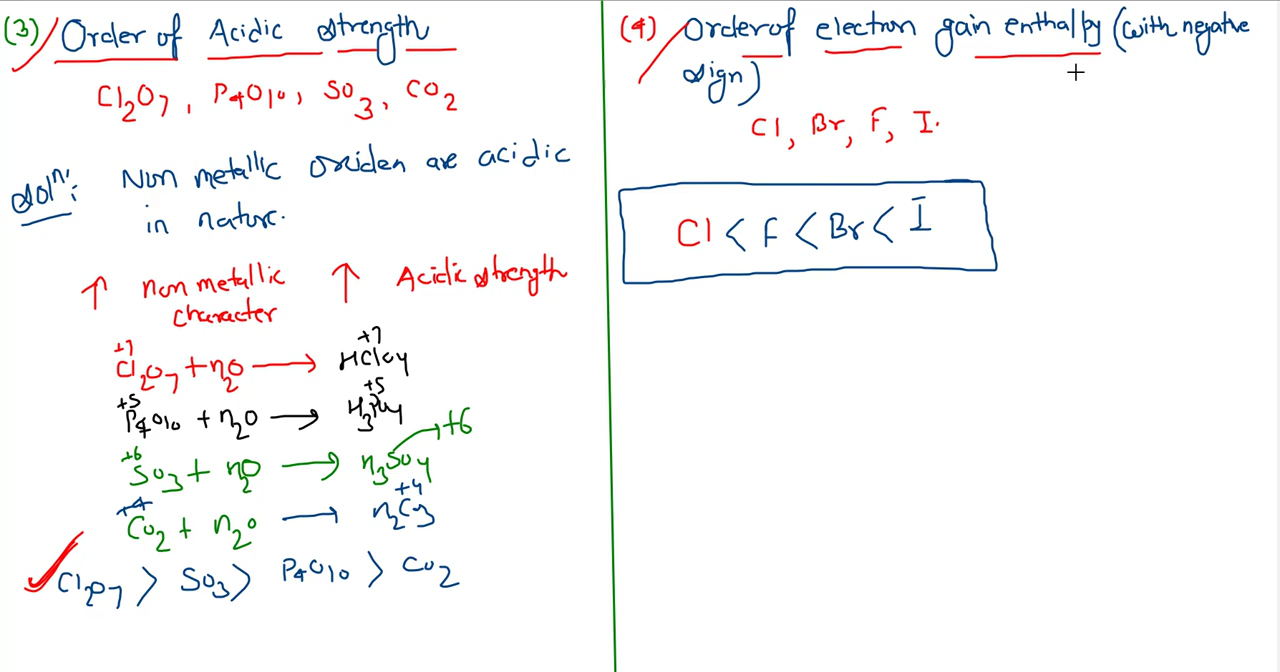 (3) Order of Acidic strength
Cl2O7, P4O10, SO3, CO2
Soln: Non metallic oxides are acidic
in nature.
↑ non metallic ↑ Acidic strength
character
+7 +7
Cl2O7 + H2O → HClO4
+5 +5
P4O10 + H2O → H3PO4
+6 +6
SO3 + H2O → H3SO4
+4 +4
CO2 + H2O → H2CO3
Cl2O7 > SO3 > P4O10 > CO2
(4) Order of electron gain enthalpy (with negative
sign)
Cl, Br, F, I.
Cl < F < Br < I